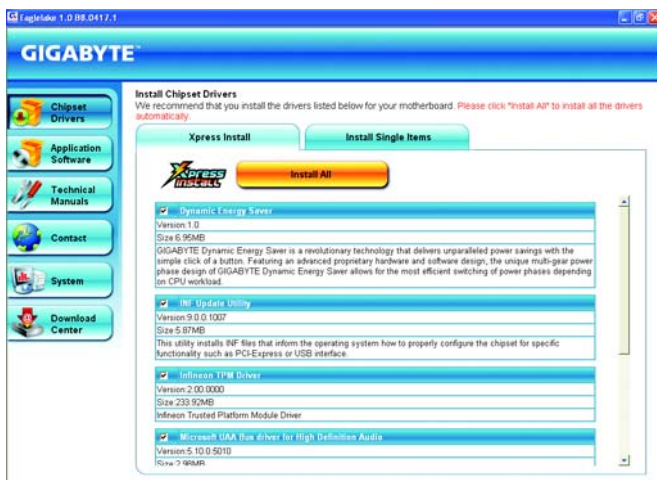 Eaglelake 1.0 B8.0417.1
GIGABYTE™
Chipset
Drivers
Application
Software
Technical
Manuals
Contact
System
Download
Center
Install Chipset Drivers
We recommend that you install the drivers listed below for your motherboard. Please click "Install All" to install all the drivers
automatically.
Xpress Install
Install Single Items
Xpress
Install
Install All
Dynamic Energy Saver
Version:1.0
Size:6.95MB
GIGABYTE Dynamic Energy Saver is a revolutionary technology that delivers unparalleled power savings with the
simple click of a button. Featuring an advanced proprietary hardware and software design, the unique multi-gear power
phase design of GIGABYTE Dynamic Energy Saver allows for the most efficient switching of power phases depending
on CPU workload.
INF Update Utility
Version:9.0.0.1007
Size:5.87MB
This utility installs INF files that inform the operating system how to properly configure the chipset for specific
functionality such as PCI-Express or USB interface.
Infineon TPM Driver
Version:2.00.0000
Size:233.92MB
Infineon Trusted Platform Module Driver
Microsoft UAA Bus driver for High Definition Audio
Version:5.10.0.5010
Size:2.98MB